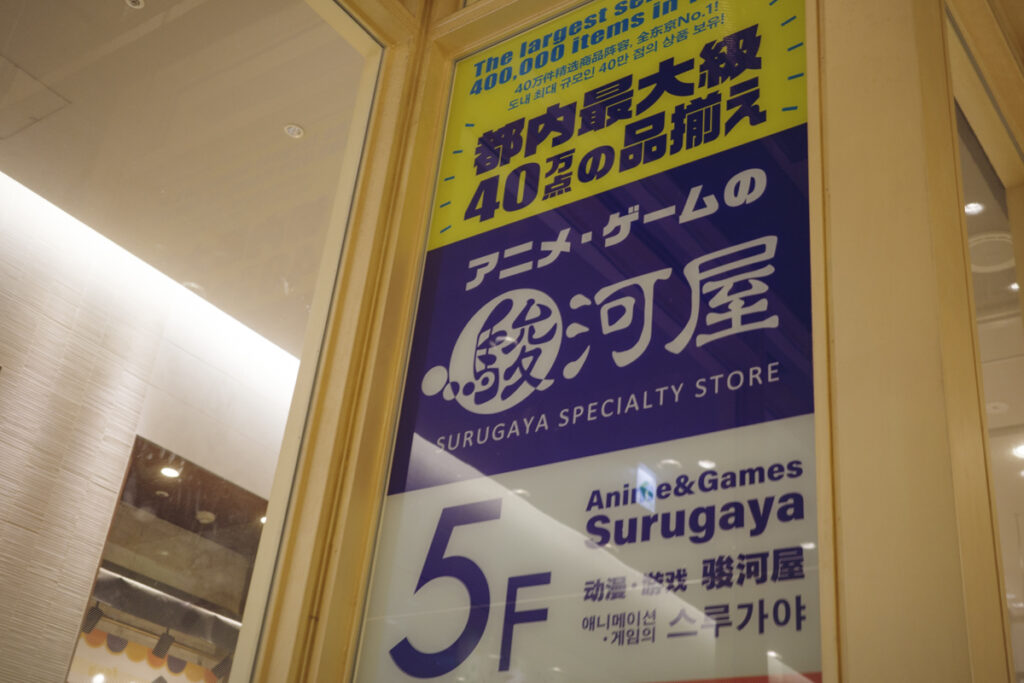 The largest se
400,000 items in
40万件精选商品阵容, 全东京No.1!
도내 최대 규모인 40만 점의 상품 보유!
都内最大級
40万点の品揃え
アニメ・ゲームの
駿河屋
SURUGAYA SPECIALTY STORE
Anime&Games
Surugaya
动漫・游戏 骏河屋
애니메이션・게임의 스루가야
5F